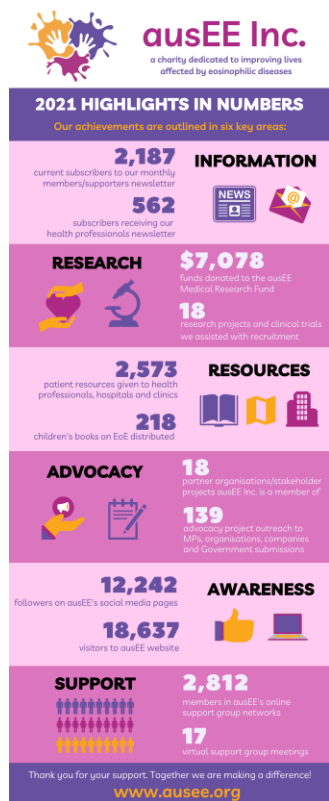 ausEE Inc.
a charity dedicated to improving lives
affected by eosinophilic diseases
2021 HIGHLIGHTS IN NUMBERS
Our achievements are outlined in six key areas:
2,187
current subscribers to our monthly
members/supporters newsletter
562
subscribers receiving our
health professionals newsletter
INFORMATION
NEWS
@
RESEARCH
$7,078
funds donated to the ausEE
Medical Research Fund
18
research projects and clinical trials
we assisted with recruitment
2,573
patient resources given to health
professionals, hospitals and clinics
218
children's books on EoE distributed
RESOURCES
ADVOCACY
18
partner organisations/stakeholder
projects ausEE Inc. is a member of
139
advocacy project outreach to
MPs, organisations, companies
and Government submissions
12,242
followers on ausEE's social media pages
18,637
visitors to ausEE website
AWARENESS
SUPPORT
2,812
members in ausEE's online
support group networks
17
virtual support group meetings
Thank you for your support. Together we are making a difference!
www.ausee.org